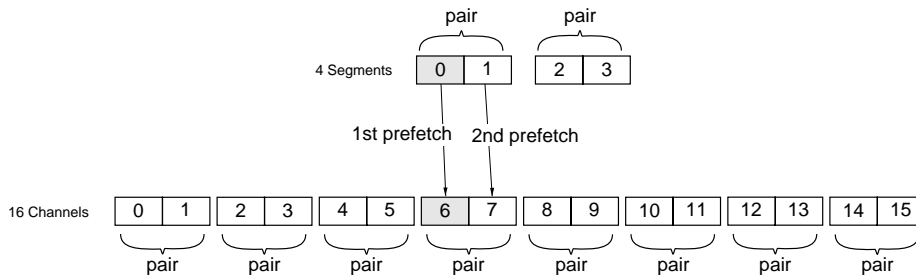 pair pair
4 Segments 0 1 2 3
1st prefetch 2nd prefetch
16 Channels 0 1 2 3 4 5 6 7 8 9 10 11 12 13 14 15
pair pair pair pair pair pair pair pair